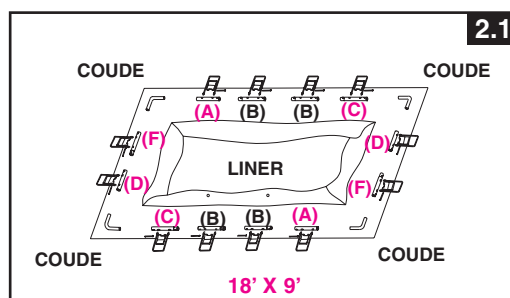 2.1
COUDE COUDE
(A) (B) (B) (C)
(F) (D)
LINER
(D) (F)
(C) (B) (B) (A)
COUDE COUDE
18' X 9'